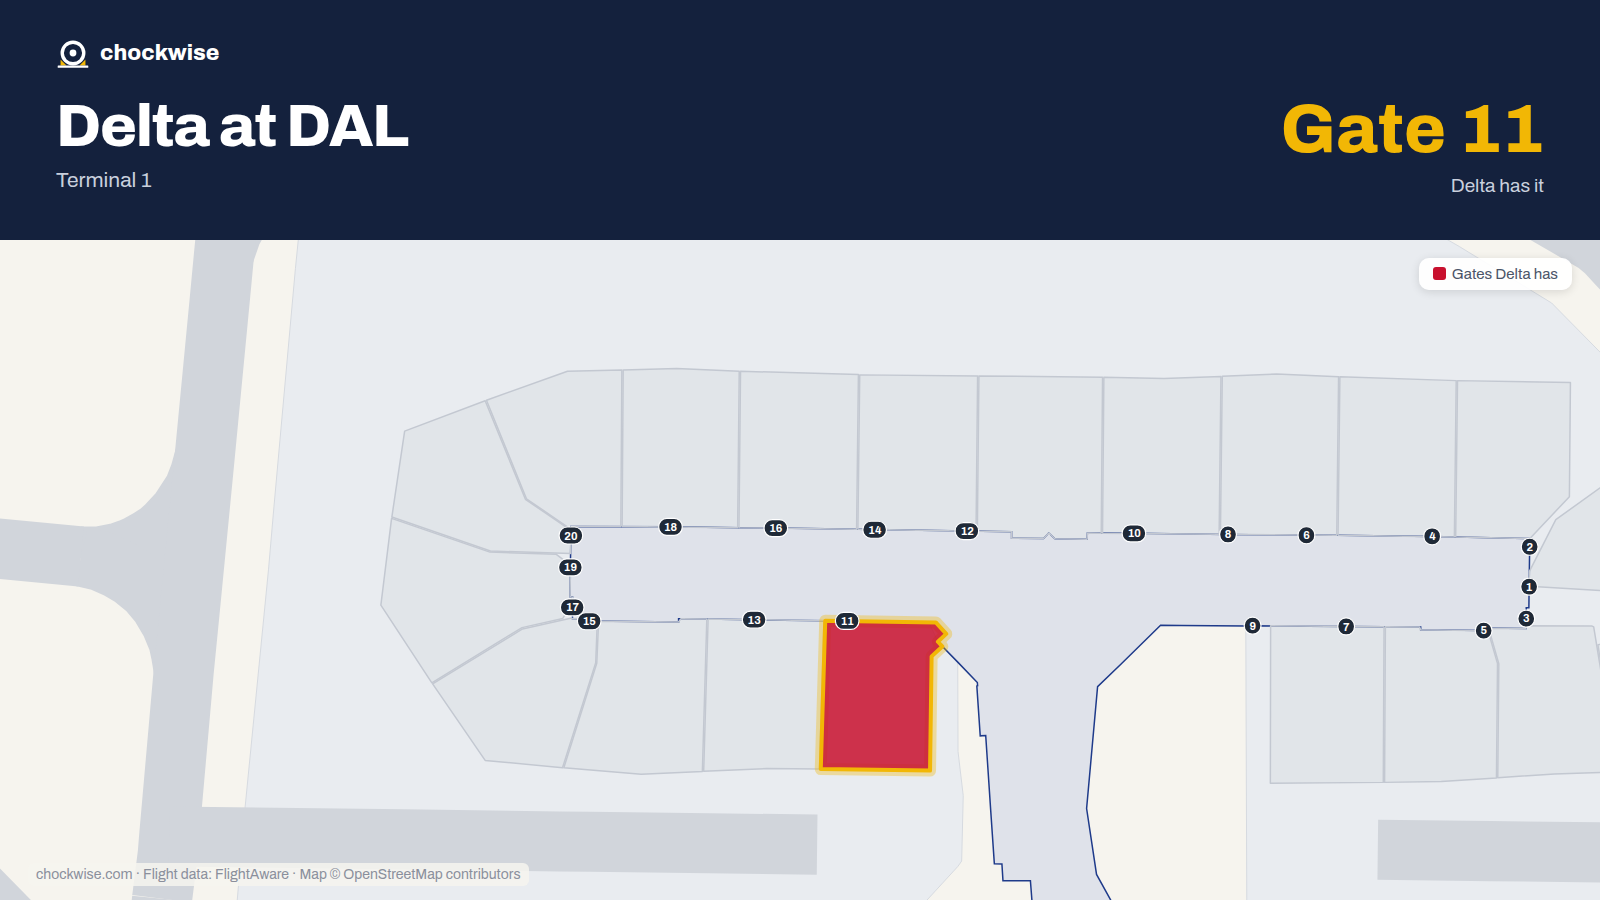 chockwise
Delta at DAL
Terminal 1
Gate 11
Delta has it
Gates Delta has
20
18
16
14
12
10
8
6
4
2
19
1
17
15
13
11
9
7
5
3
chockwise.com · Flight data: FlightAware · Map © OpenStreetMap contributors